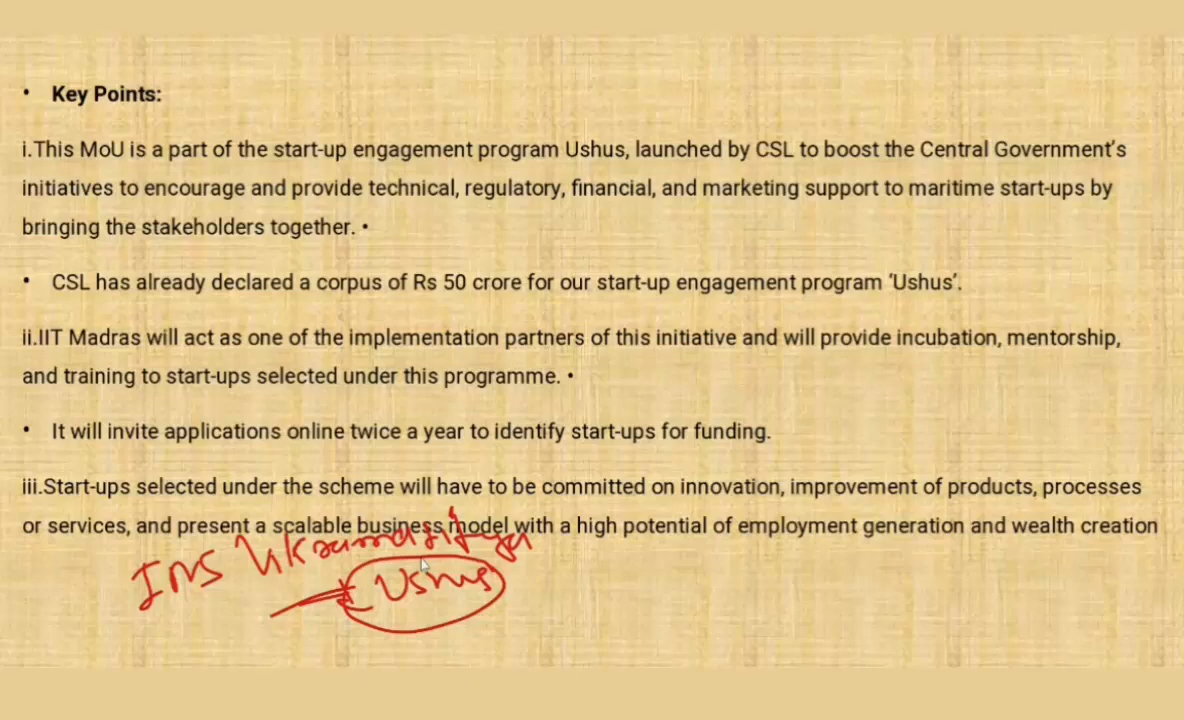 • Key Points:
i.This MoU is a part of the start-up engagement program Ushus, launched by CSL to boost the Central Government's
initiatives to encourage and provide technical, regulatory, financial, and marketing support to maritime start-ups by
bringing the stakeholders together. •
• CSL has already declared a corpus of Rs 50 crore for our start-up engagement program 'Ushus'.
ii.IIT Madras will act as one of the implementation partners of this initiative and will provide incubation, mentorship,
and training to start-ups selected under this programme. •
• It will invite applications online twice a year to identify start-ups for funding.
iii.Start-ups selected under the scheme will have to be committed on innovation, improvement of products, processes
or services, and present a scalable business model with a high potential of employment generation and wealth creation
INS
Ushus